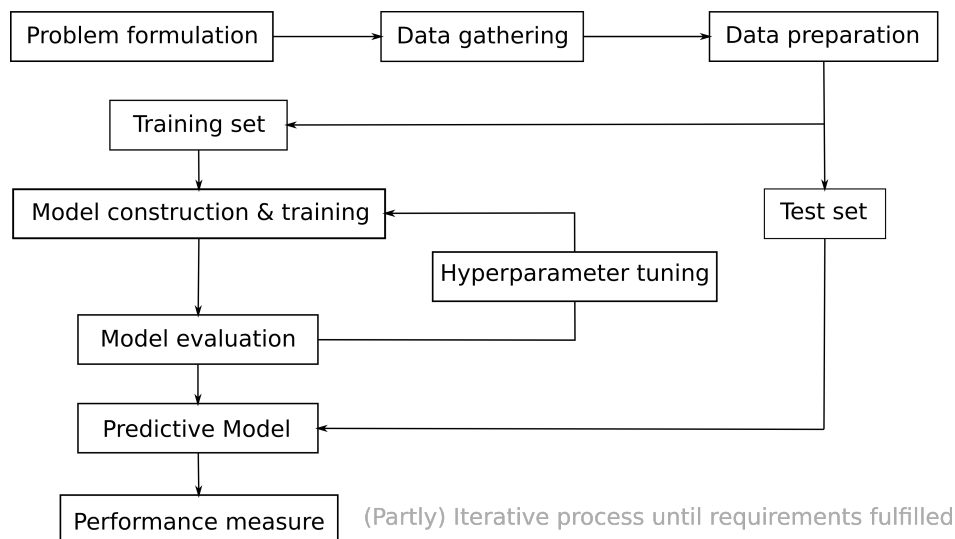 Problem formulation
Data gathering
Data preparation
Training set
Model construction & training
Test set
Hyperparameter tuning
Model evaluation
Predictive Model
Performance measure
(Partly) Iterative process until requirements fulfilled